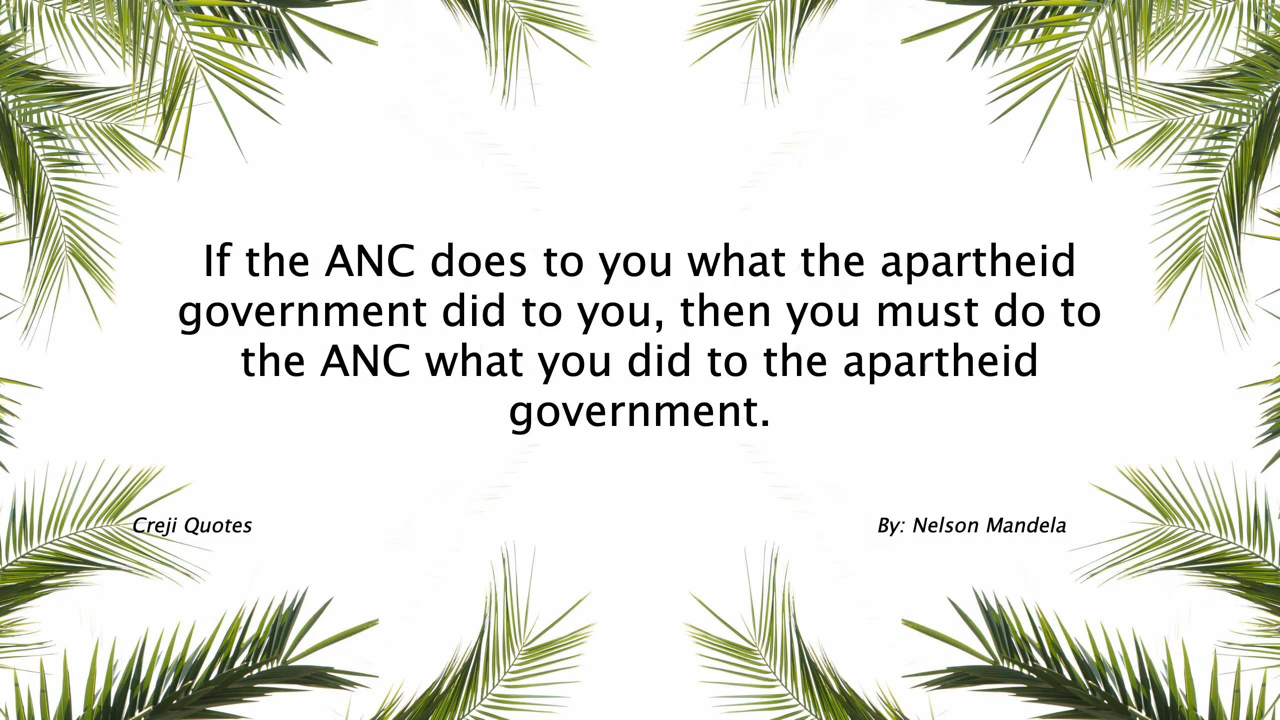 If the ANC does to you what the apartheid
government did to you, then you must do to
the ANC what you did to the apartheid
government.
Creji Quotes
By: Nelson Mandela